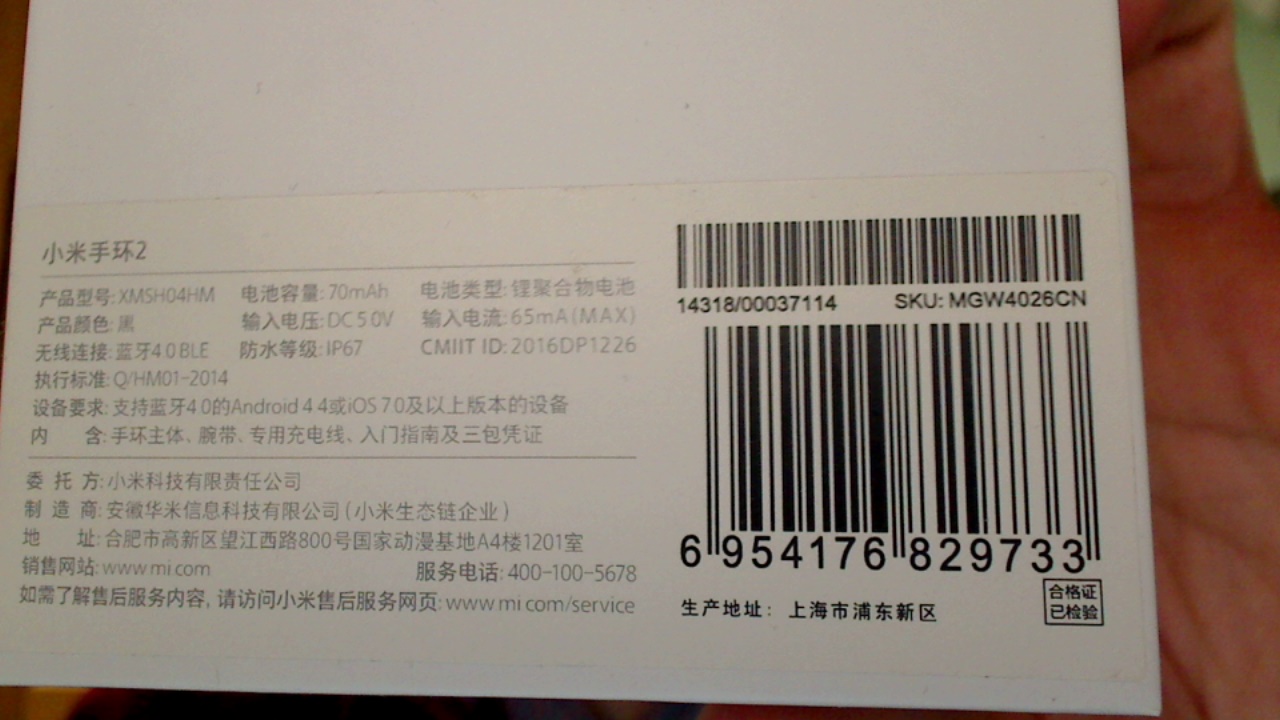 小米手环2
产品型号: XMSH04HM 电池容量: 70mAh 电池类型: 锂聚合物电池
产品颜色: 黑 输入电压: DC 5.0V 输入电流: 65mA (MAX)
无线连接: 蓝牙4.0 BLE 防水等级: IP67 CMIIT ID: 2016DP1226
执行标准: Q/HM01-2014
设备要求: 支持蓝牙4.0的Android 4.4或iOS 7.0及以上版本的设备
内 含: 手环主体、腕带、专用充电线、入门指南及三包凭证
委 托 方: 小米科技有限责任公司
制 造 商: 安徽华米信息科技有限公司 (小米生态链企业)
地 址: 合肥市高新区望江西路800号国家动漫基地A4楼1201室
销售网站: www.mi.com 服务电话: 400-100-5678
如需了解售后服务内容, 请访问小米售后服务网页: www.mi.com/service
14318/00037114 SKU: MGW4026CN
6 954176 829733
生产地址: 上海市浦东新区
合格证
已检验